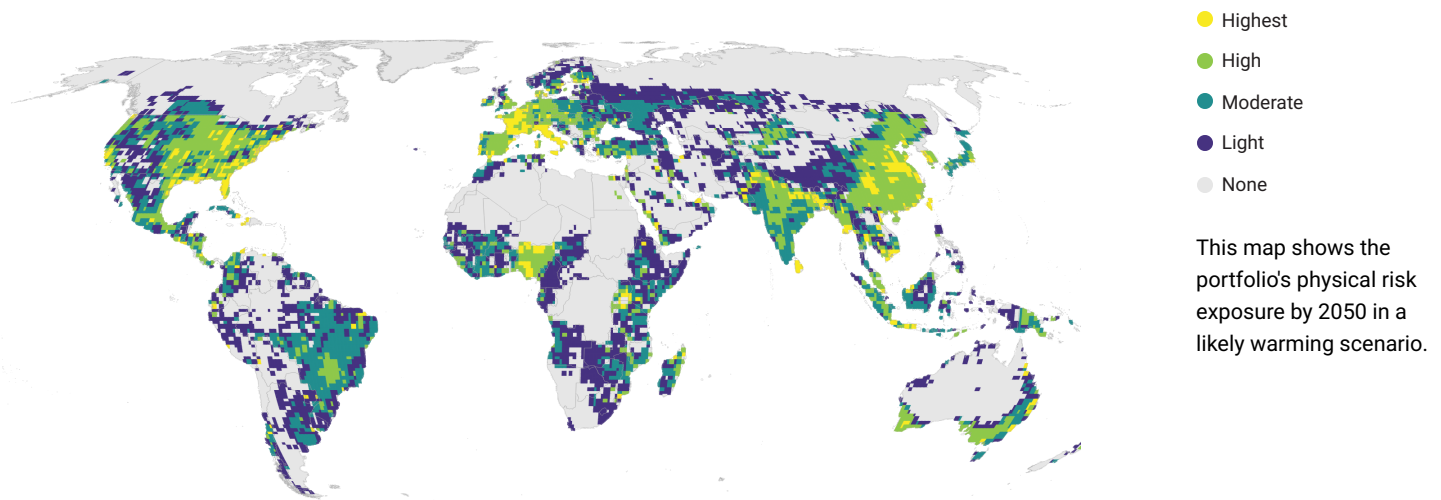 Highest
High
Moderate
Light
None
This map shows the
portfolio's physical risk
exposure by 2050 in a
likely warming scenario.